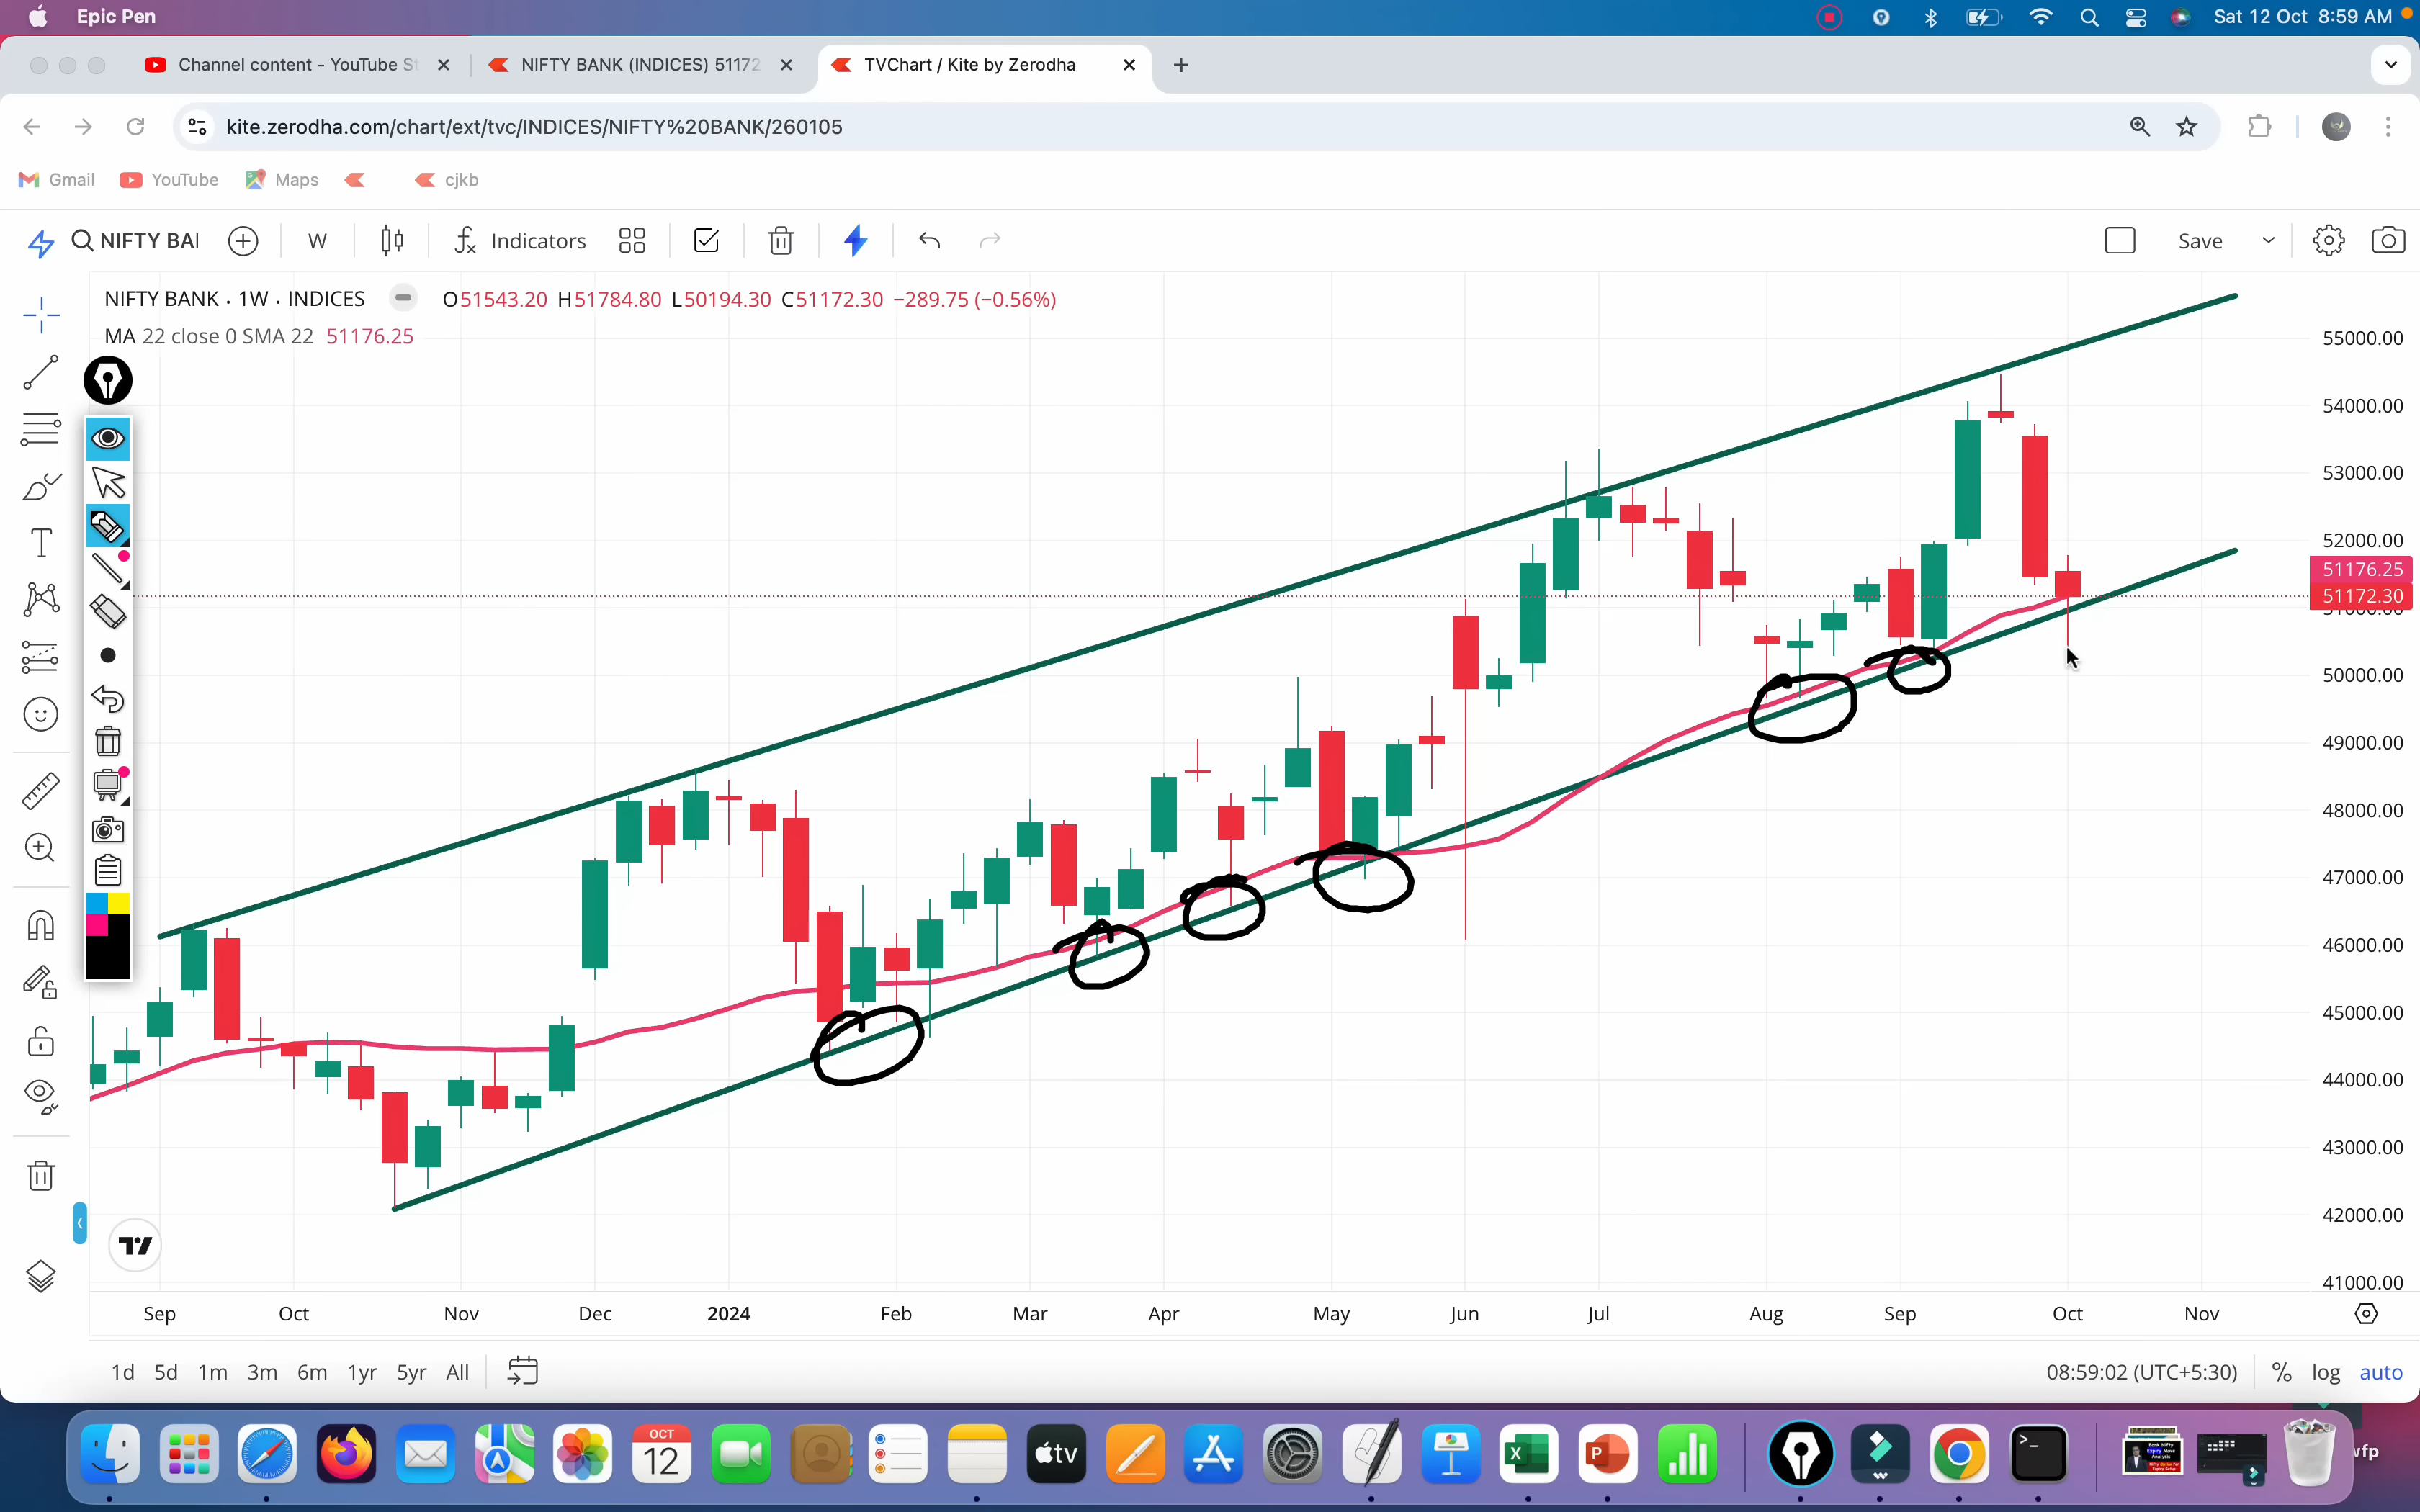 Epic Pen
Sat 12 Oct 8:59 AM
Channel content - YouTube St
NIFTY BANK (INDICES) 51172
TVChart / Kite by Zerodha
kite.zerodha.com/chart/ext/tvc/INDICES/NIFTY%20BANK/260105
Gmail
YouTube
Maps
cjkb
NIFTY BAI
W
Indicators
Save
NIFTY BANK · 1W · INDICES
O51543.20 H51784.80 L50194.30 C51172.30 −289.75 (−0.56%)
MA 22 close 0 SMA 22 51176.25
55000.00
54000.00
53000.00
52000.00
51176.25
51172.30
51000.00
50000.00
49000.00
48000.00
47000.00
46000.00
45000.00
44000.00
43000.00
42000.00
41000.00
Sep Oct Nov Dec 2024 Feb Mar Apr May Jun Jul Aug Sep Oct Nov
1d 5d 1m 3m 6m 1yr 5yr All
08:59:02 (UTC+5:30)
% log auto
OCT
12
tv
X
P
wfp